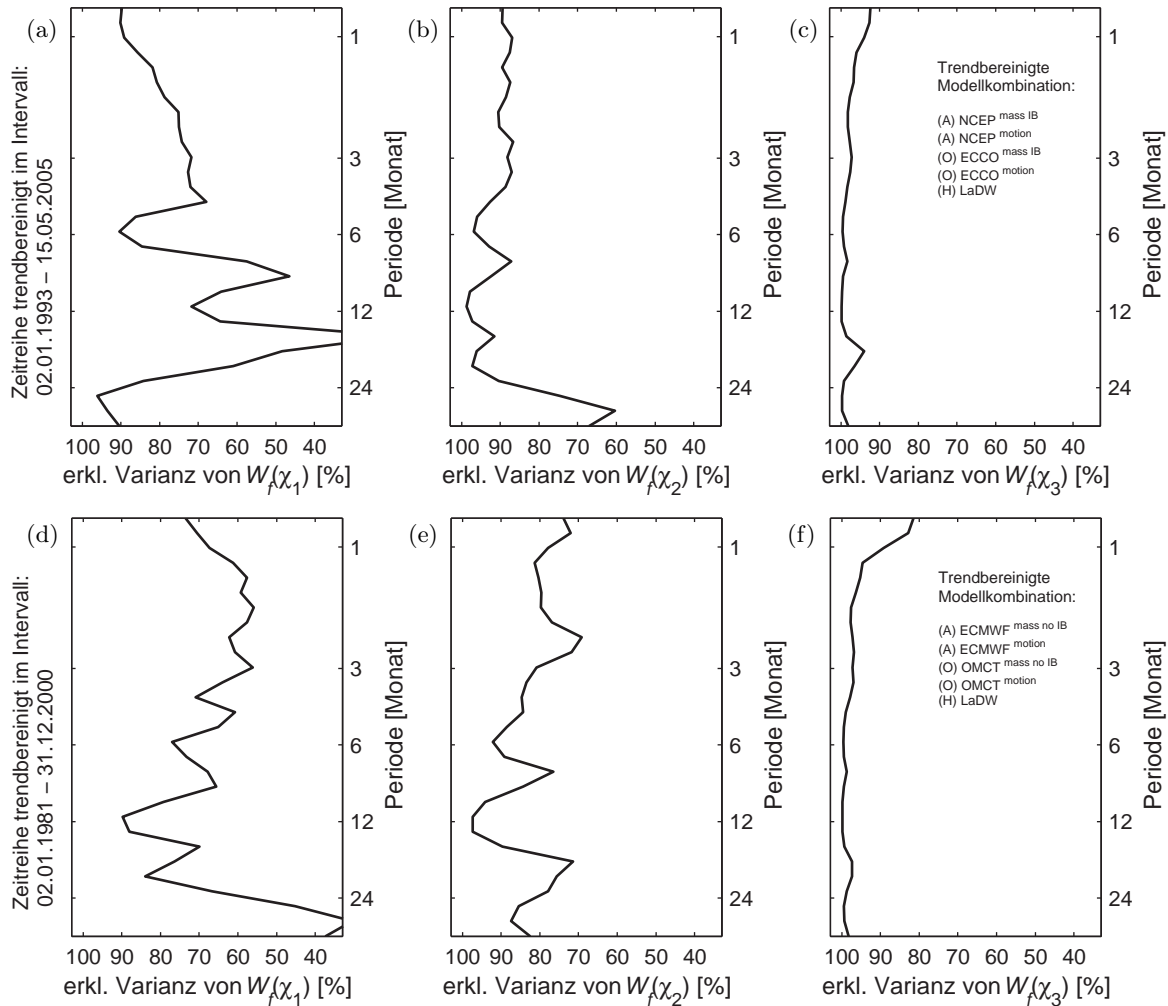 (a)
Zeitreihe trendbereinigt im Intervall:
02.01.1993 – 15.05.2005
1
3
6
12
24
Periode [Monat]
100 90 80 70 60 50 40
erkl. Varianz von W_f(χ_1) [%]
(b)
1
3
6
12
24
Periode [Monat]
100 90 80 70 60 50 40
erkl. Varianz von W_f(χ_2) [%]
(c)
Trendbereinigte
Modellkombination:
(A) NCEP mass IB
(A) NCEP motion
(O) ECCO mass IB
(O) ECCO motion
(H) LaDW
1
3
6
12
24
Periode [Monat]
100 90 80 70 60 50 40
erkl. Varianz von W_f(χ_3) [%]
(d)
Zeitreihe trendbereinigt im Intervall:
02.01.1981 – 31.12.2000
1
3
6
12
24
Periode [Monat]
100 90 80 70 60 50 40
erkl. Varianz von W_f(χ_1) [%]
(e)
1
3
6
12
24
Periode [Monat]
100 90 80 70 60 50 40
erkl. Varianz von W_f(χ_2) [%]
(f)
Trendbereinigte
Modellkombination:
(A) ECMWF mass no IB
(A) ECMWF motion
(O) OMCT mass no IB
(O) OMCT motion
(H) LaDW
1
3
6
12
24
Periode [Monat]
100 90 80 70 60 50 40
erkl. Varianz von W_f(χ_3) [%]